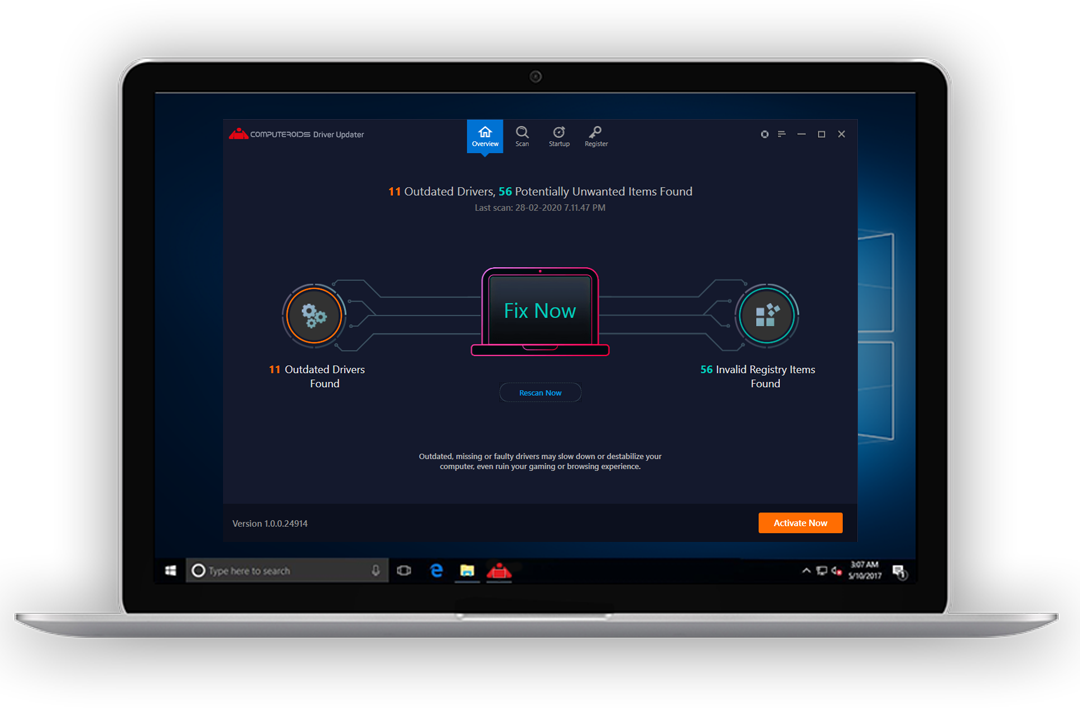 COMPUTEROIDS Driver Updater
Overview
Scan
Startup
Register
11 Outdated Drivers, 56 Potentially Unwanted Items Found
Last scan: 28-02-2020 7.11.47 PM
Fix Now
11 Outdated Drivers
Found
56 Invalid Registry Items
Found
Rescan Now
Outdated, missing or faulty drivers may slow down or destabilize your
computer, even ruin your gaming or browsing experience.
Version 1.0.0.24914
Activate Now
Type here to search
3:07 AM
5/10/2017
1